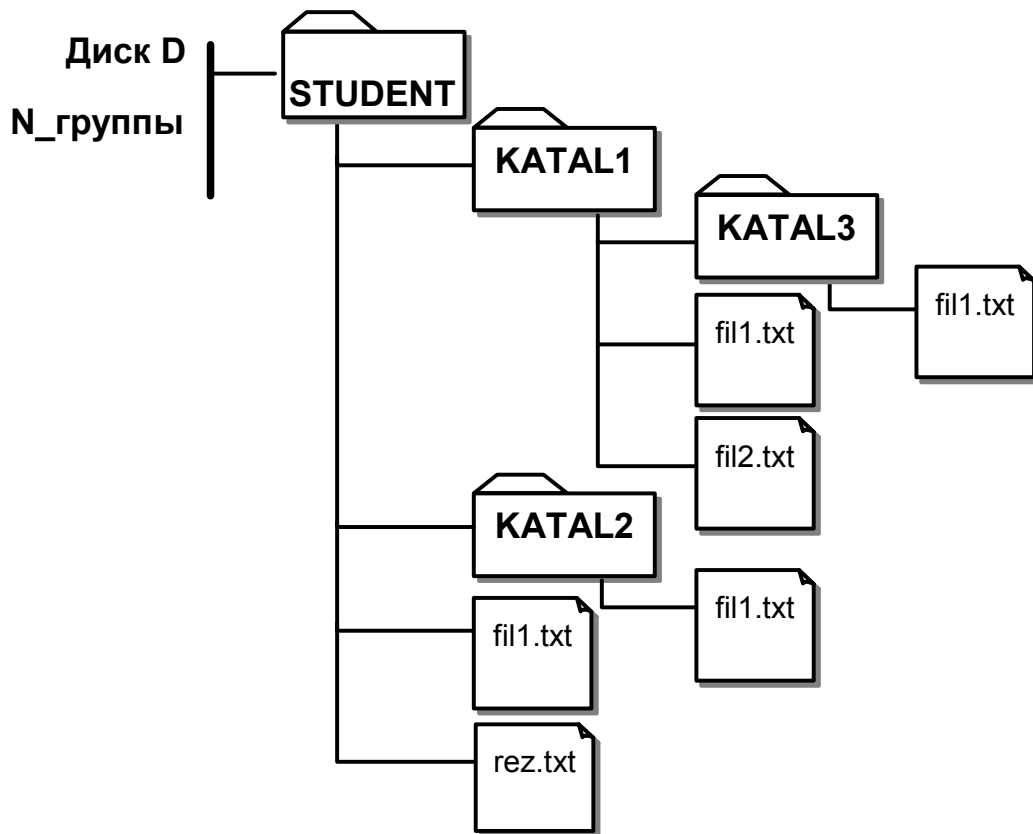 Диск D
N_группы
STUDENT
KATAL1
KATAL3
fil1.txt
fil1.txt
fil2.txt
KATAL2
fil1.txt
fil1.txt
rez.txt